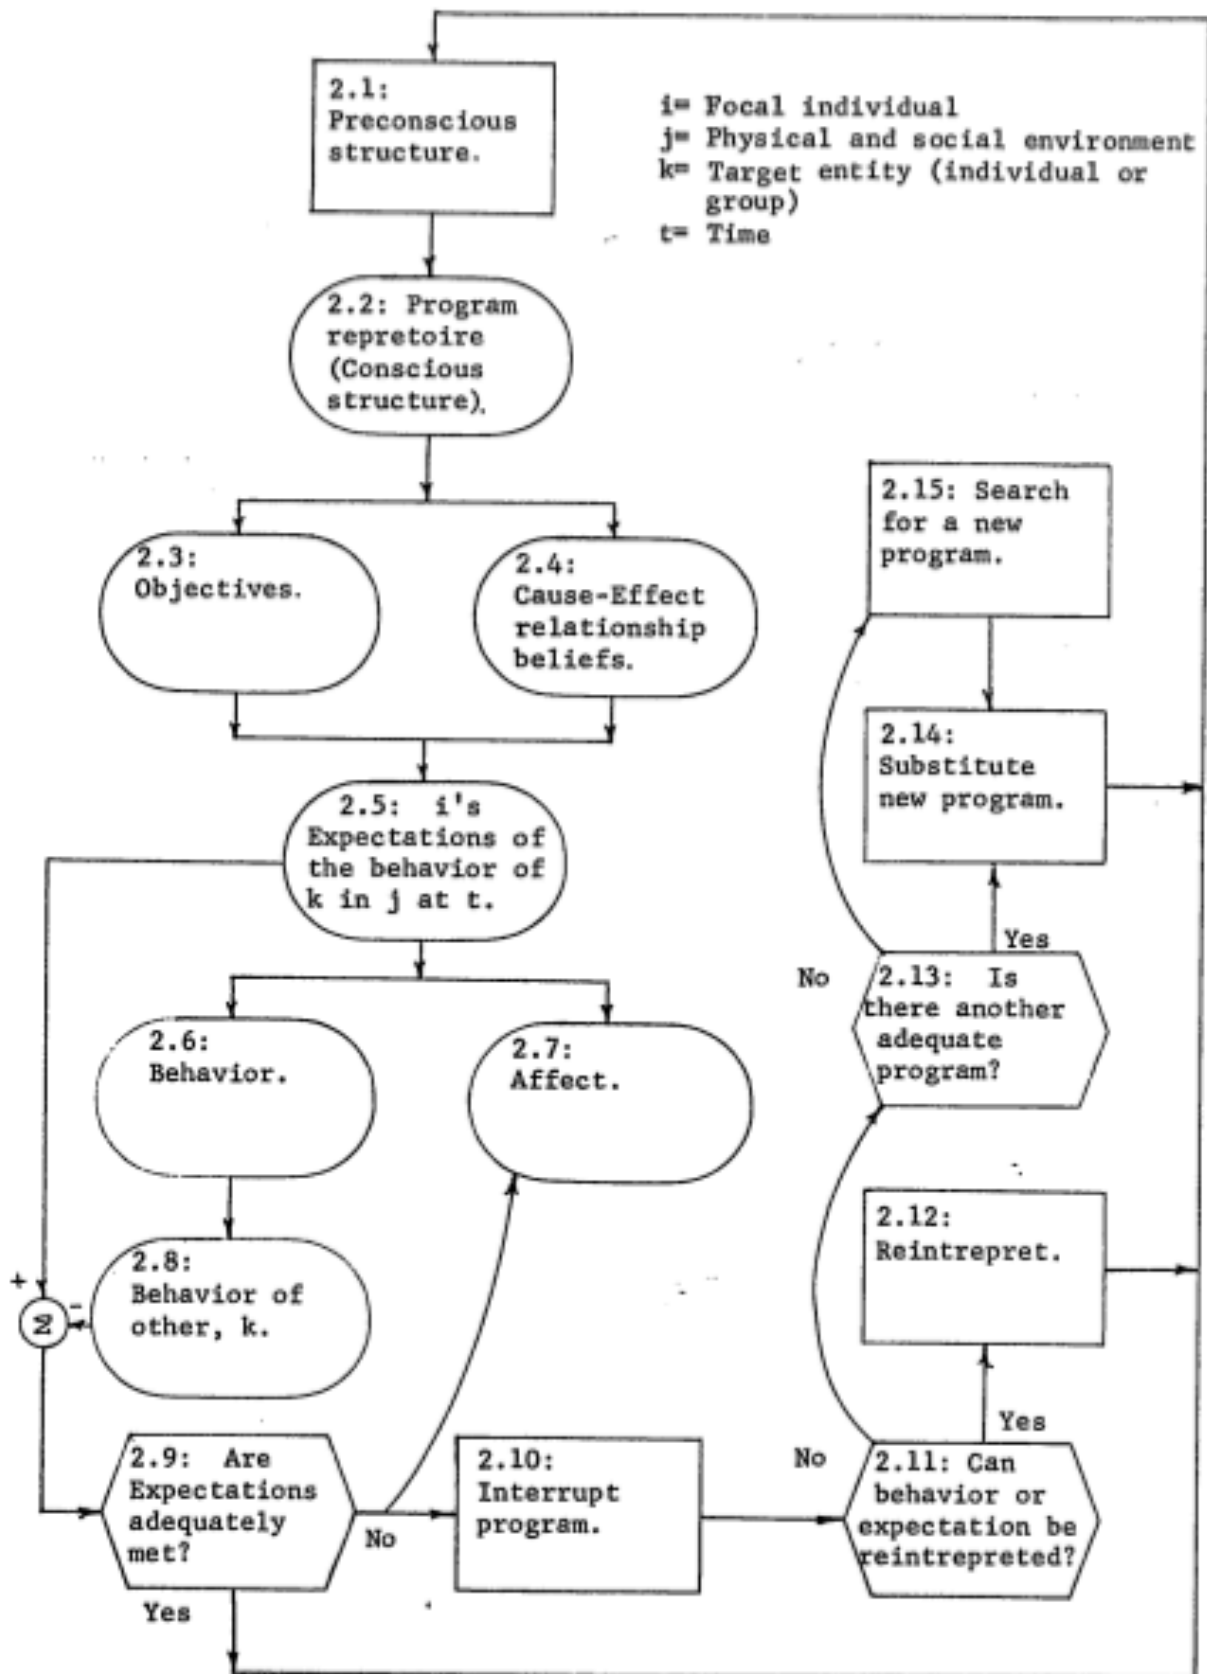 2.1:
Preconscious
structure.
i= Focal individual
j= Physical and social environment
k= Target entity (individual or
group)
t= Time
2.2: Program
repretoire
(Conscious
structure).
2.3:
Objectives.
2.4:
Cause-Effect
relationship
beliefs.
2.5: i's
Expectations of
the behavior of
k in j at t.
2.6:
Behavior.
2.7:
Affect.
2.8:
Behavior of
other, k.
+
-
M
2.9: Are
Expectations
adequately
met?
Yes
No
2.10:
Interrupt
program.
2.11: Can
behavior or
expectation be
reintrepreted?
No
Yes
2.12:
Reintrepret.
2.13: Is
there another
adequate
program?
No
Yes
2.14:
Substitute
new program.
2.15: Search
for a new
program.